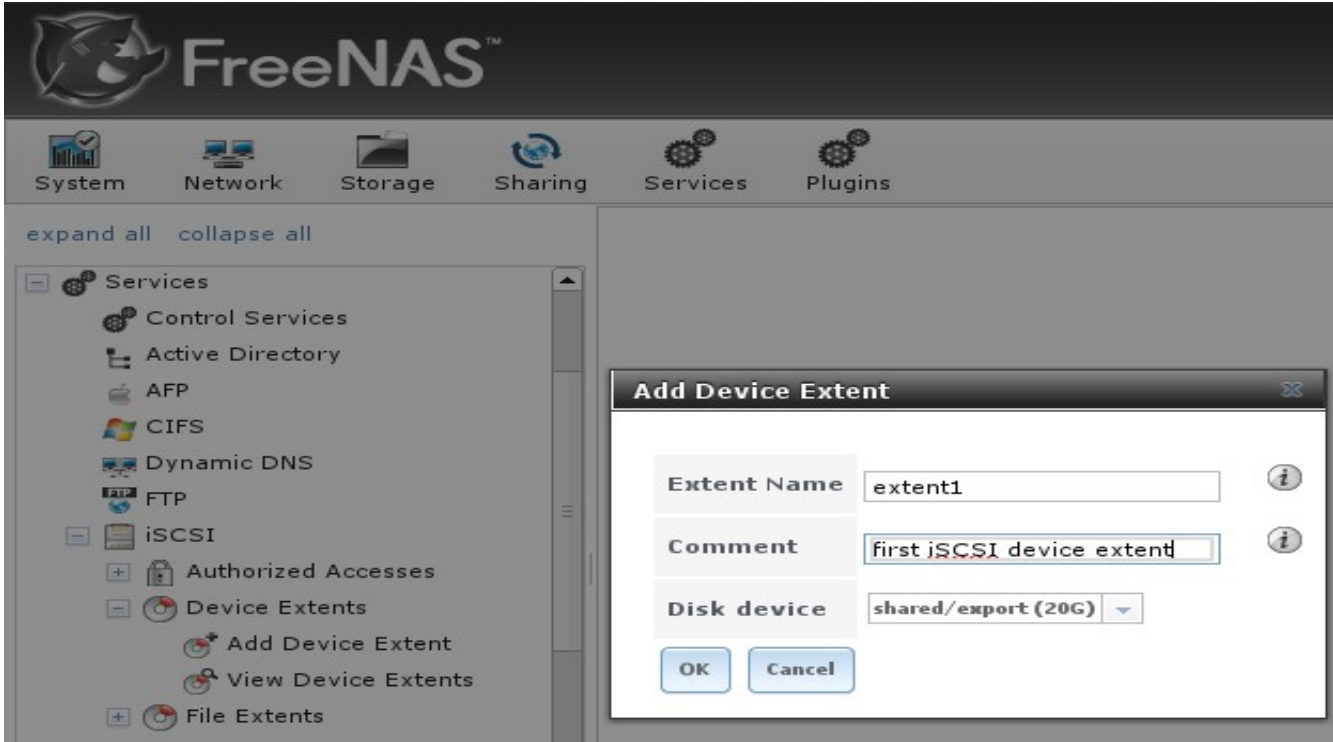 FreeNAS™
System Network Storage Sharing Services Plugins
expand all collapse all
Services
Control Services
Active Directory
AFP
CIFS
Dynamic DNS
FTP
FTP
iSCSI
Authorized Accesses
Device Extents
Add Device Extent
View Device Extents
File Extents
Add Device Extent
Extent Name extent1
Comment first iSCSI device extent
Disk device shared/export (20G)
OK Cancel